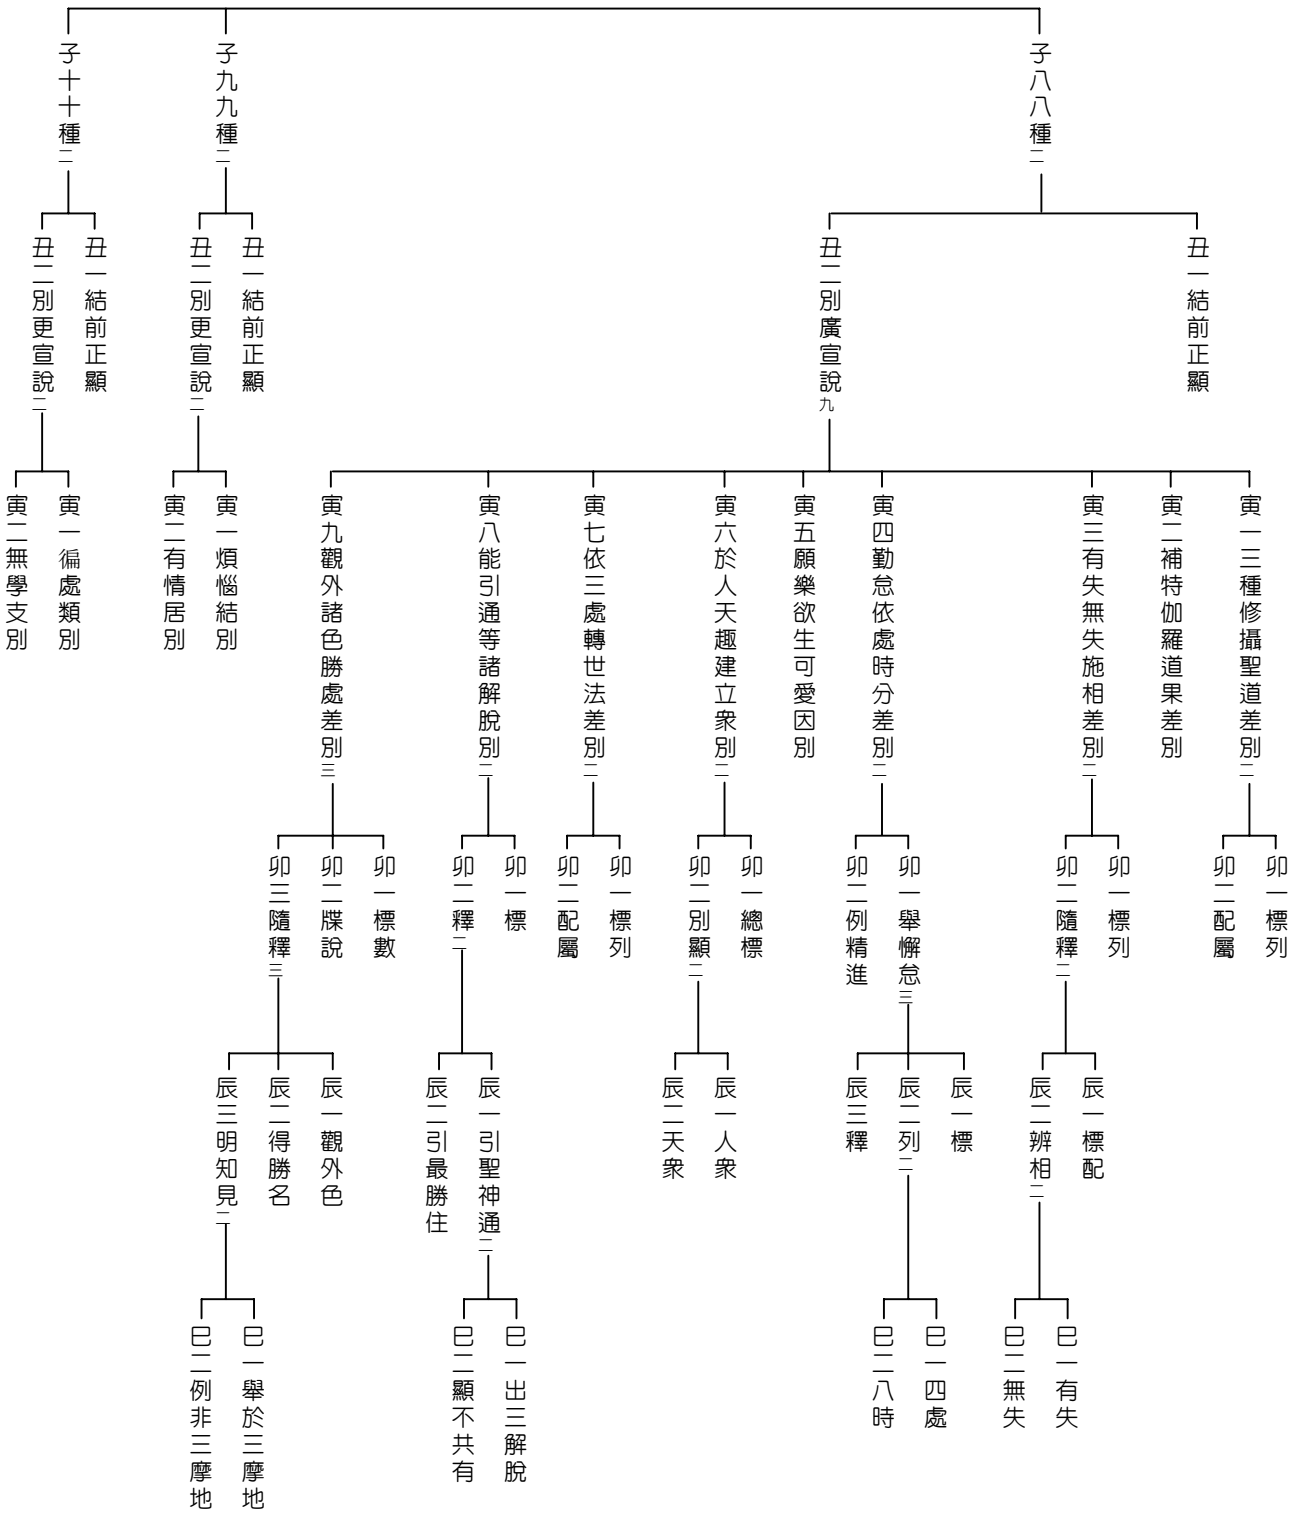 子八八種二
子九九種二
子十十種二
丑一結前正顯
丑二別廣宣說九
丑一結前正顯
丑二別更宣說二
丑一結前正顯
丑二別更宣說二
寅一三種修攝聖道差別二
寅二補特伽羅道果差別
寅三有失無失施相差別二
寅四勤怠依處時分差別二
寅五願樂欲生可愛因別
寅六於人天趣建立衆別二
寅七依三處轉世法差別二
寅八能引通等諸解脫別二
寅九觀外諸色勝處差別三
寅一煩惱結別
寅二有情居別
寅一徧處類別
寅二無學支別
卯一標列
卯二配屬
卯一標列
卯二隨釋二
卯一舉懈怠三
卯二例精進
卯一總標
卯二別顯二
卯一標列
卯二配屬
卯一標
卯二釋二
卯一標數
卯二牒說
卯三隨釋三
辰一標配
辰二辨相二
辰一標
辰二列二
辰三釋
辰一人衆
辰二天衆
辰一引聖神通二
辰二引最勝住
辰一觀外色
辰二得勝名
辰三明知見二
巳一有失
巳二無失
巳一四處
巳二八時
巳一出三解脫
巳二顯不共有
巳一舉於三摩地
巳二例非三摩地